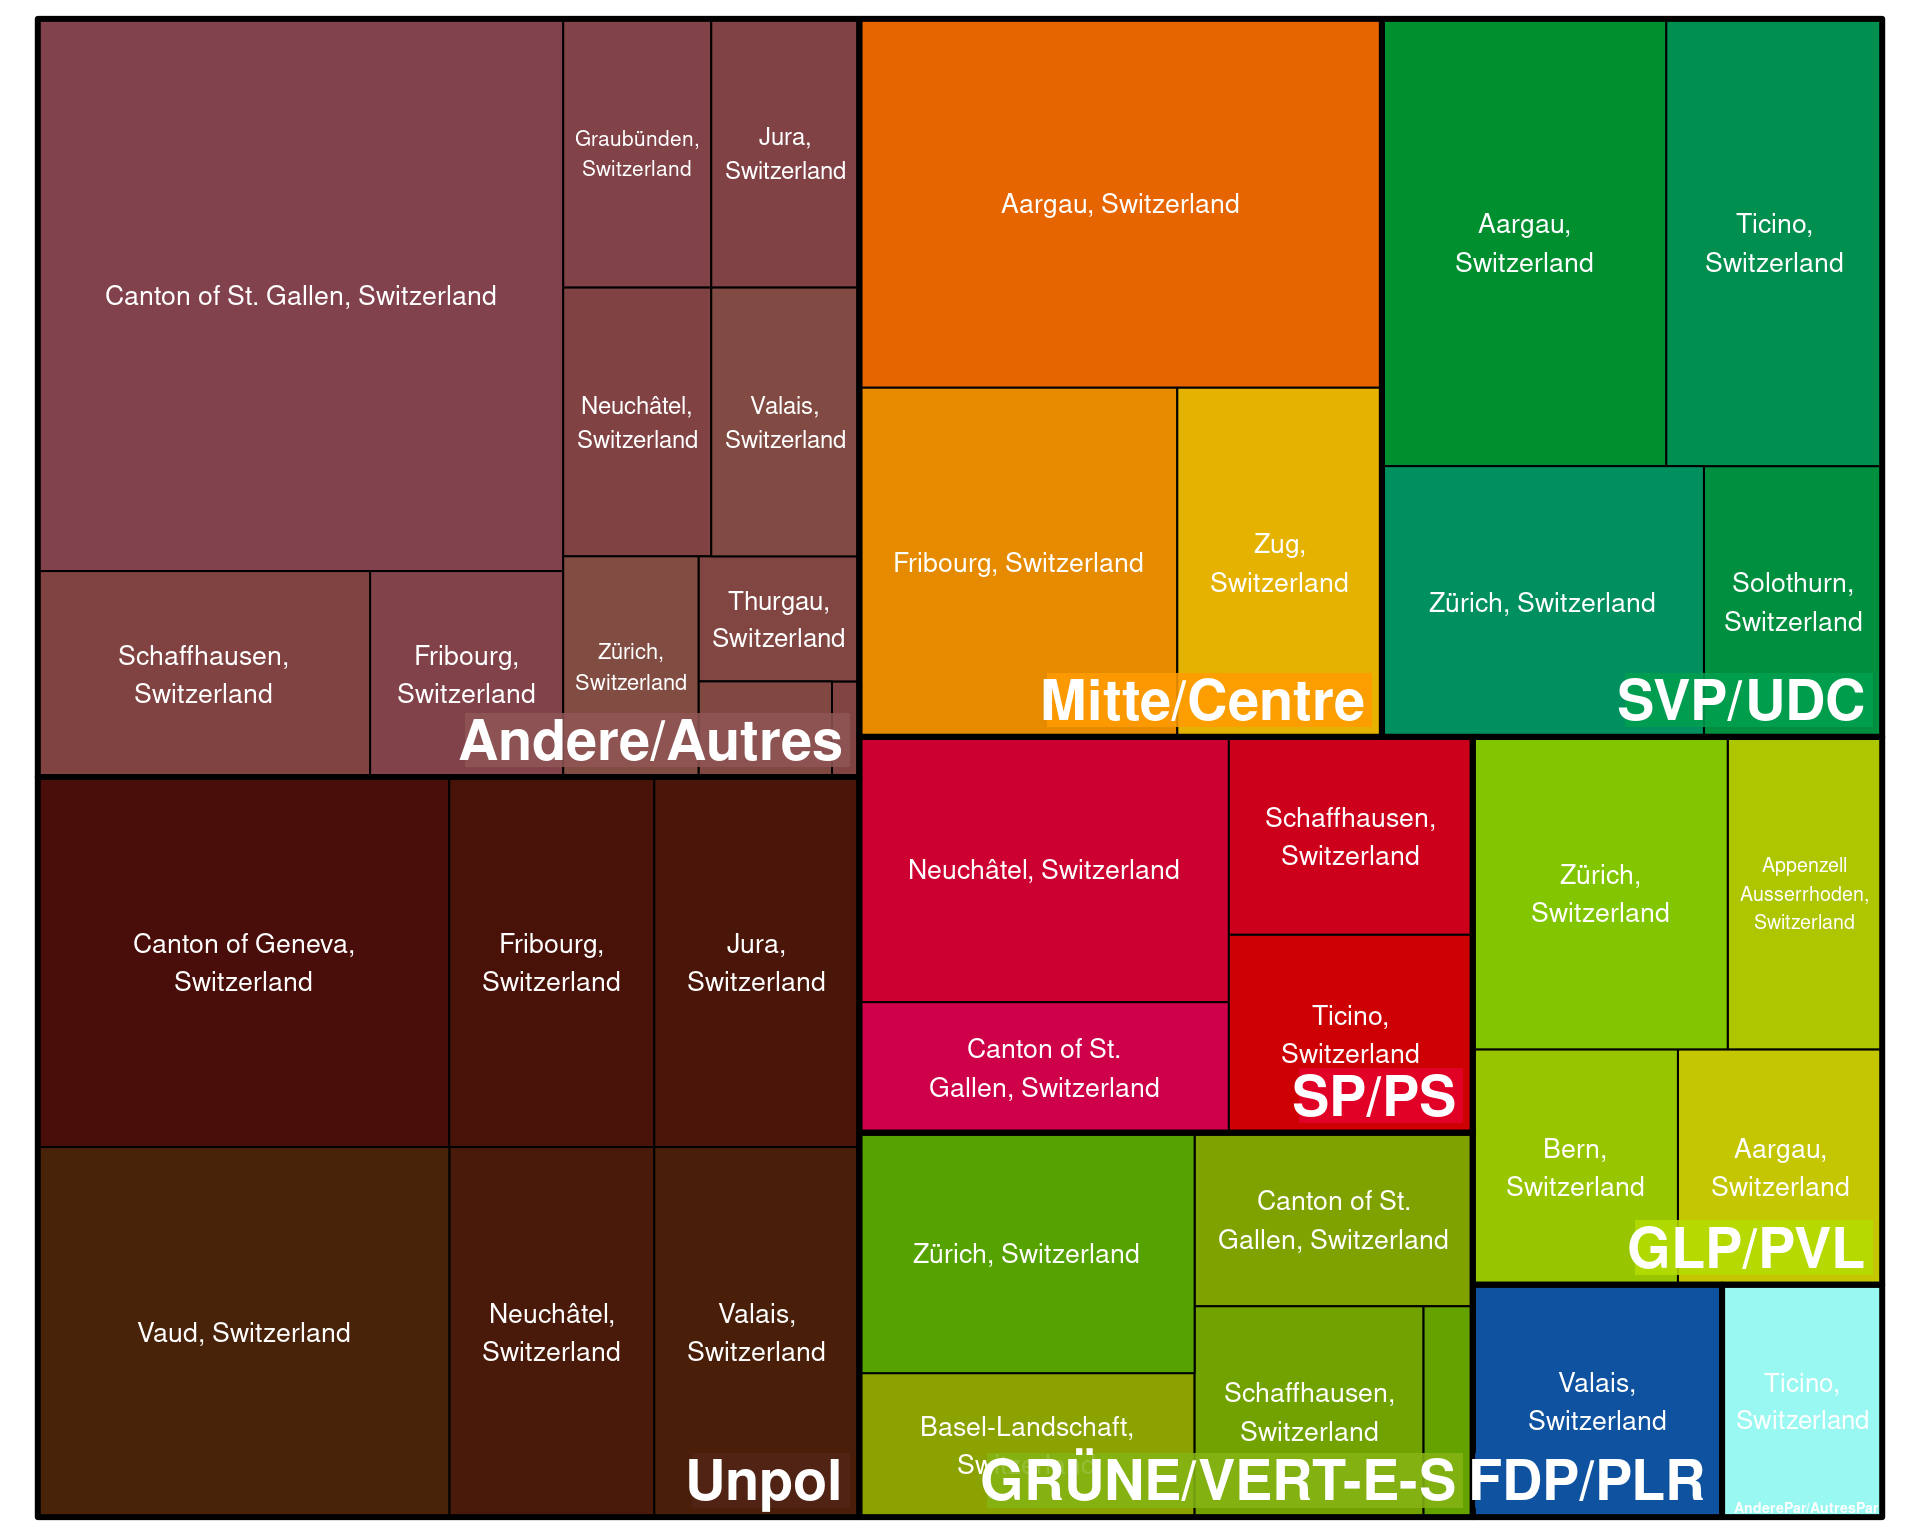 Canton of St. Gallen, Switzerland
Graubünden,
Switzerland
Jura,
Switzerland
Neuchâtel,
Switzerland
Valais,
Switzerland
Schaffhausen,
Switzerland
Fribourg,
Switzerland
Zürich,
Switzerland
Thurgau,
Switzerland
Andere/Autres
Canton of Geneva,
Switzerland
Fribourg,
Switzerland
Jura,
Switzerland
Vaud, Switzerland
Neuchâtel,
Switzerland
Valais,
Switzerland
Unpol
Aargau, Switzerland
Fribourg, Switzerland
Zug,
Switzerland
Mitte/Centre
Aargau,
Switzerland
Ticino,
Switzerland
Zürich, Switzerland
Solothurn,
Switzerland
SVP/UDC
Neuchâtel, Switzerland
Schaffhausen,
Switzerland
Canton of St.
Gallen, Switzerland
Ticino,
Switzerland
SP/PS
Zürich, Switzerland
Canton of St.
Gallen, Switzerland
Basel-Landschaft,
Switzerland
Schaffhausen,
Switzerland
GRÜNE/VERT-E-S
Zürich,
Switzerland
Appenzell
Ausserrhoden,
Switzerland
Bern,
Switzerland
Aargau,
Switzerland
GLP/PVL
Valais,
Switzerland
FDP/PLR
Ticino,
Switzerland
AnderePar/AutresPar